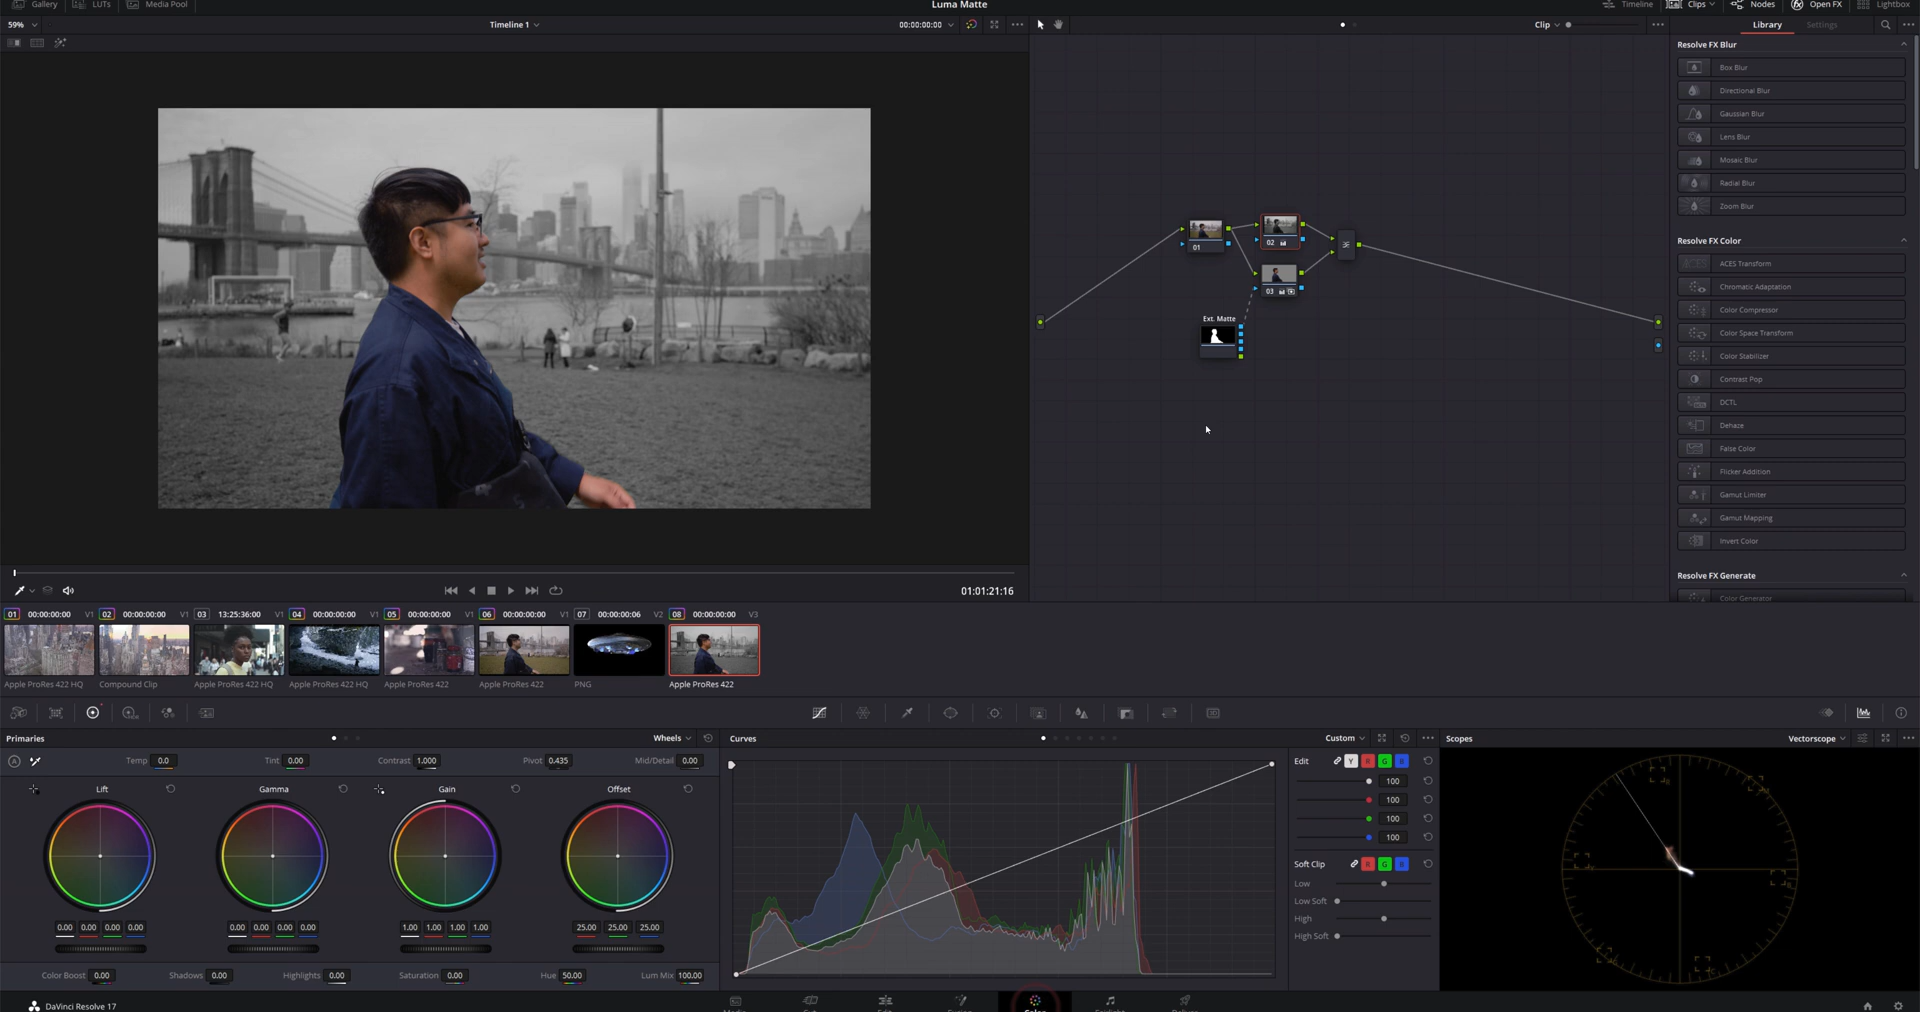 Gallery LUTs Media Pool Luma Matte Timeline Clips Nodes Open FX Lightbox
59% Timeline 1 00:00:00:00 Clip Library Settings
Resolve FX Blur
Box Blur
Directional Blur
Gaussian Blur
Lens Blur
Mosaic Blur
Radial Blur
Zoom Blur
Resolve FX Color
ACES Transform
Chromatic Adaptation
Color Compressor
Color Space Transform
Color Stabilizer
Contrast Pop
DCTL
Dehaze
False Color
Flicker Addition
Gamut Limiter
Gamut Mapping
Invert Color
Resolve FX Generate
Color Generator
01
02
03
Ext. Matte
01:01:21:16
01 00:00:00:00 V1 02 00:00:00:00 V1 03 13:25:36:00 V1 04 00:00:00:00 V1 05 00:00:00:00 V1 06 00:00:00:00 V1 07 00:00:00:06 V2 08 00:00:00:00 V3
Apple ProRes 422 HQ Compound Clip Apple ProRes 422 HQ Apple ProRes 422 HQ Apple ProRes 422 Apple ProRes 422 PNG Apple ProRes 422
Primaries Wheels Curves Custom Scopes Vectorscope
Temp 0.0 Tint 0.00 Contrast 1.000 Pivot 0.435 Mid/Detail 0.00
Lift Gamma Gain Offset
0.00 0.00 0.00 0.00 0.00 0.00 0.00 0.00 1.00 1.00 1.00 1.00 25.00 25.00 25.00
Color Boost 0.00 Shadows 0.00 Highlights 0.00 Saturation 0.00 Hue 50.00 Lum Mix 100.00
Edit Y R G B
100
100
100
100
Soft Clip R G B
Low
Low Soft
High
High Soft
DaVinci Resolve 17
Media Cut Edit Fusion Color Fairlight Deliver